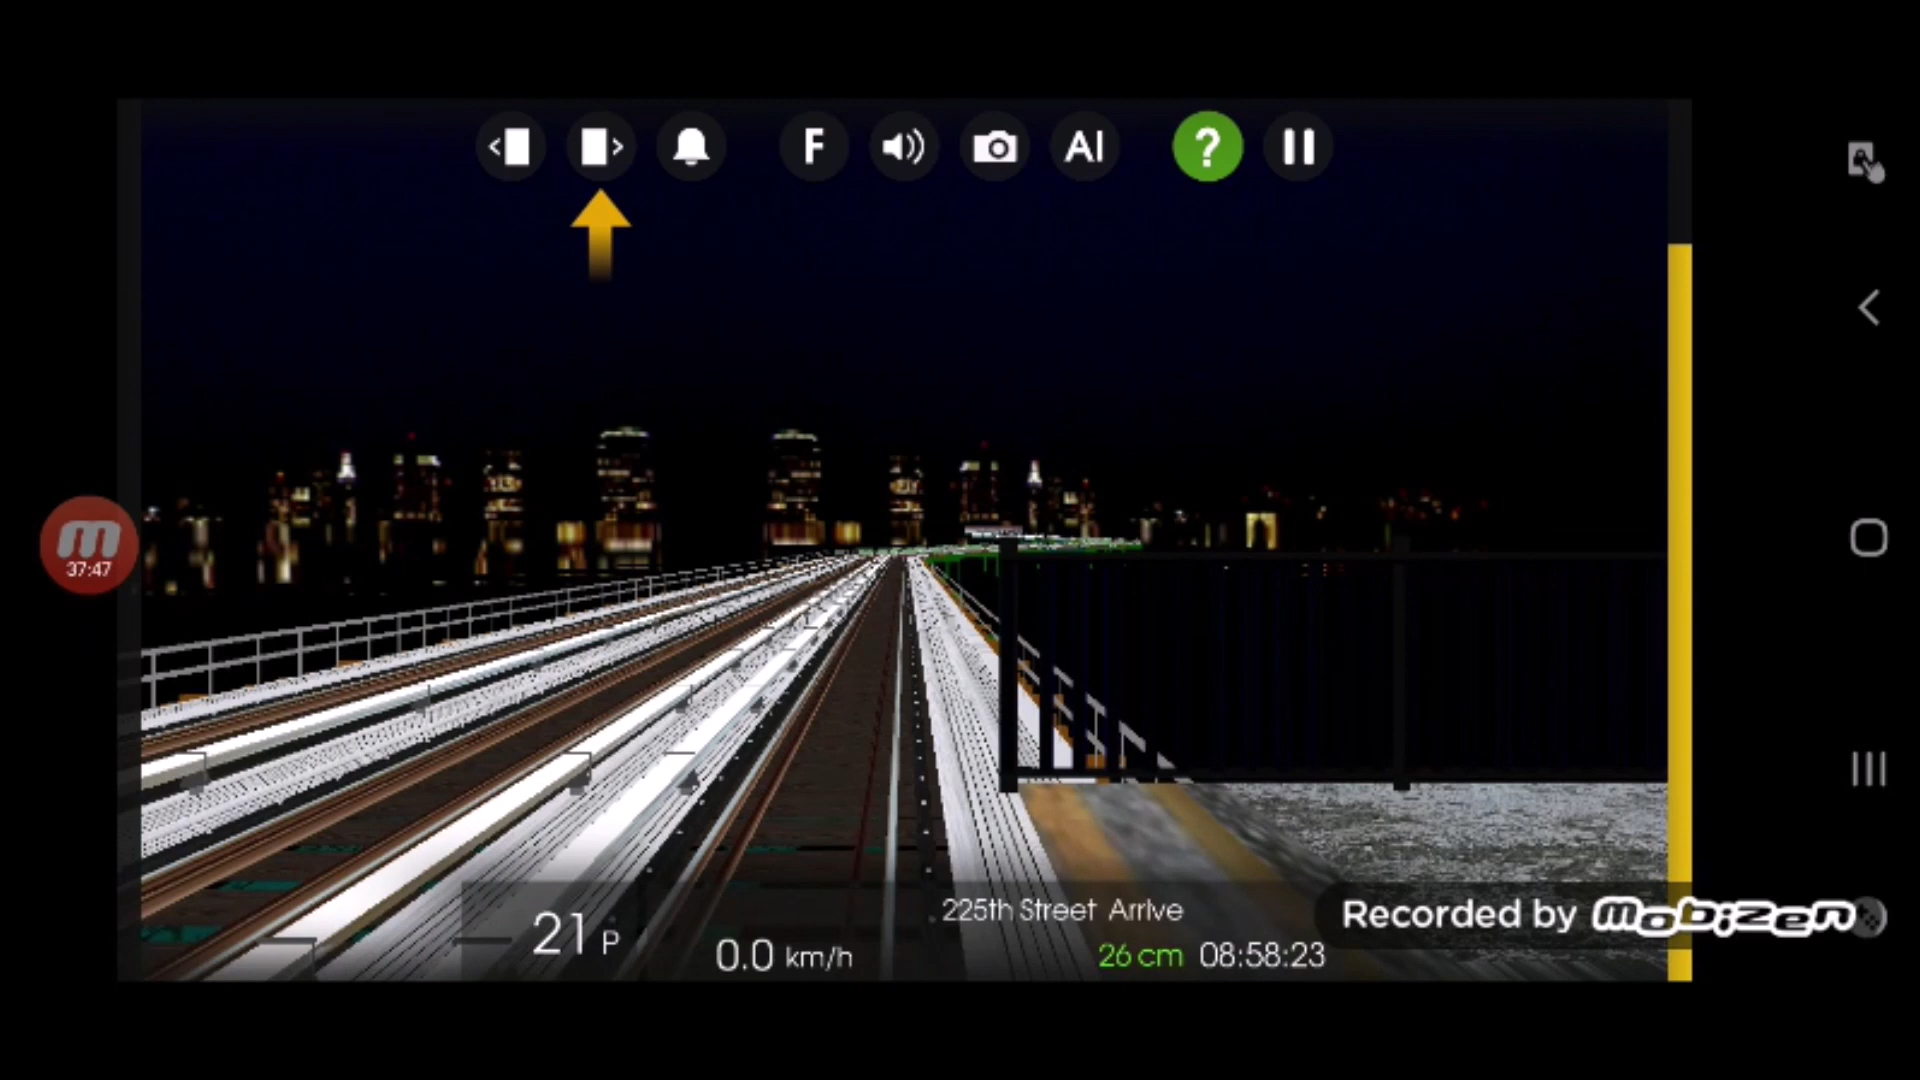 F
AI
?
37:47
225th Street Arrive
21 P
0.0 km/h
26 cm 08:58:23
Recorded by mobizen